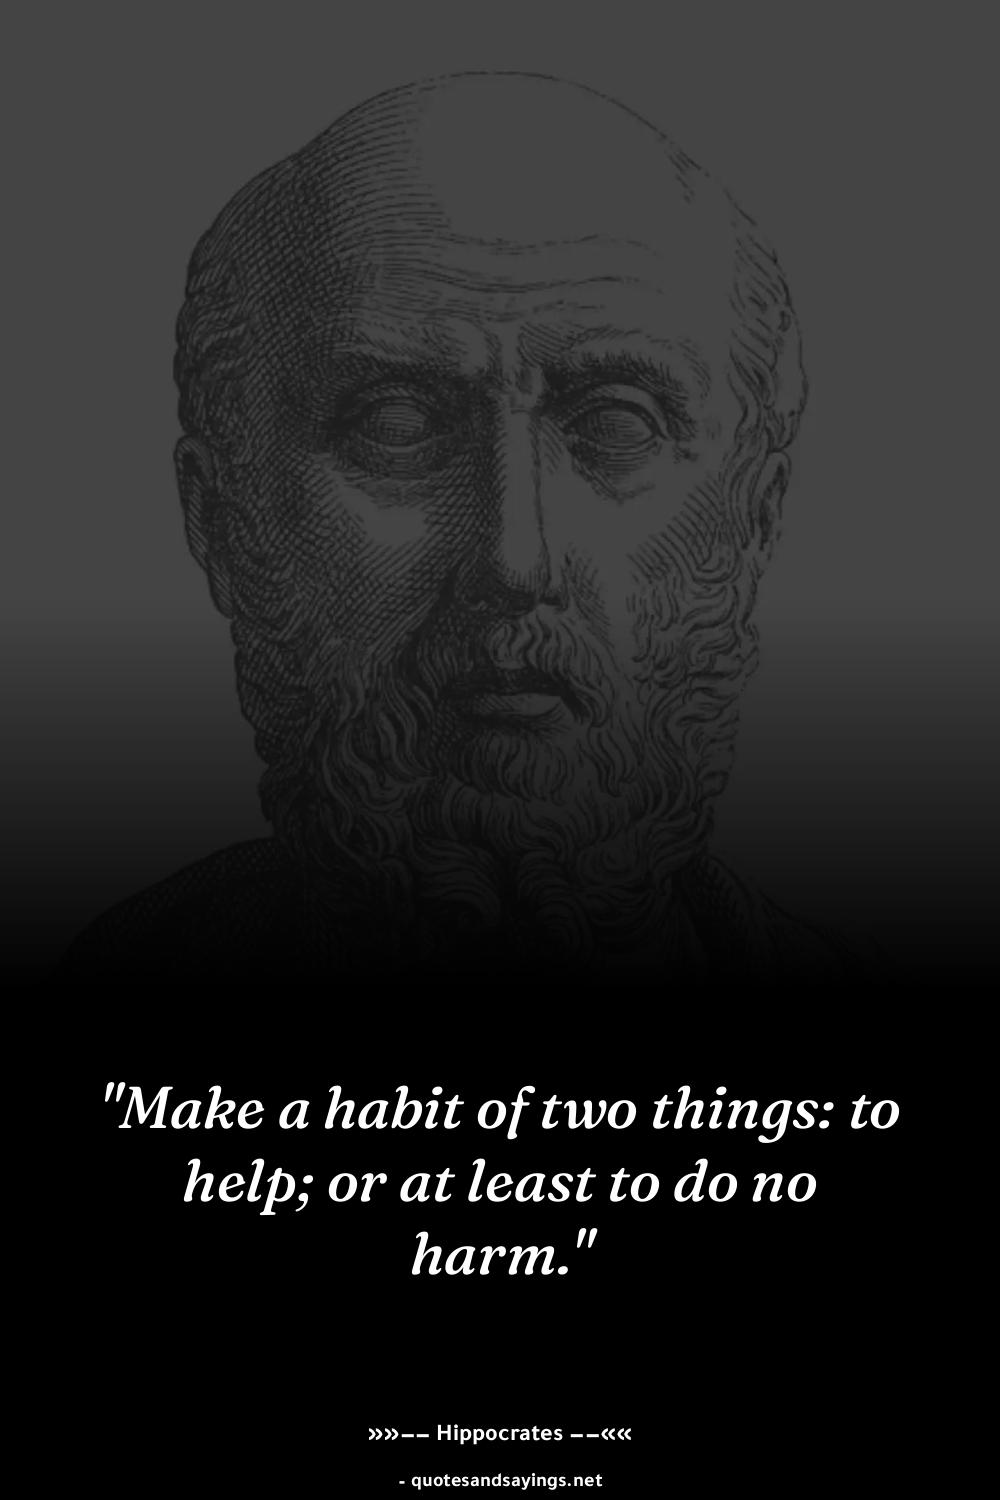 "Make a habit of two things: to
help; or at least to do no
harm."
»»−− Hippocrates −−««
- quotesandsayings.net